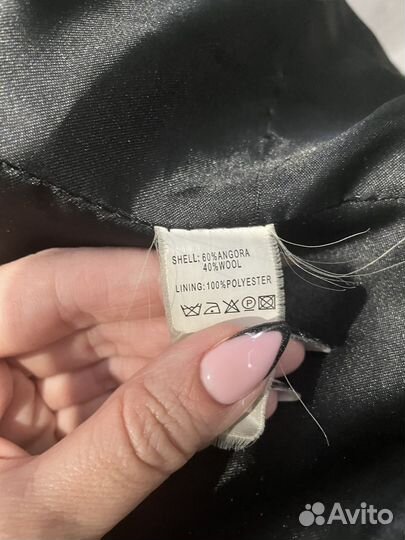 SHELL: 60%ANGORA
40%WOOL
LINING:100%POLYESTER
P
Avito